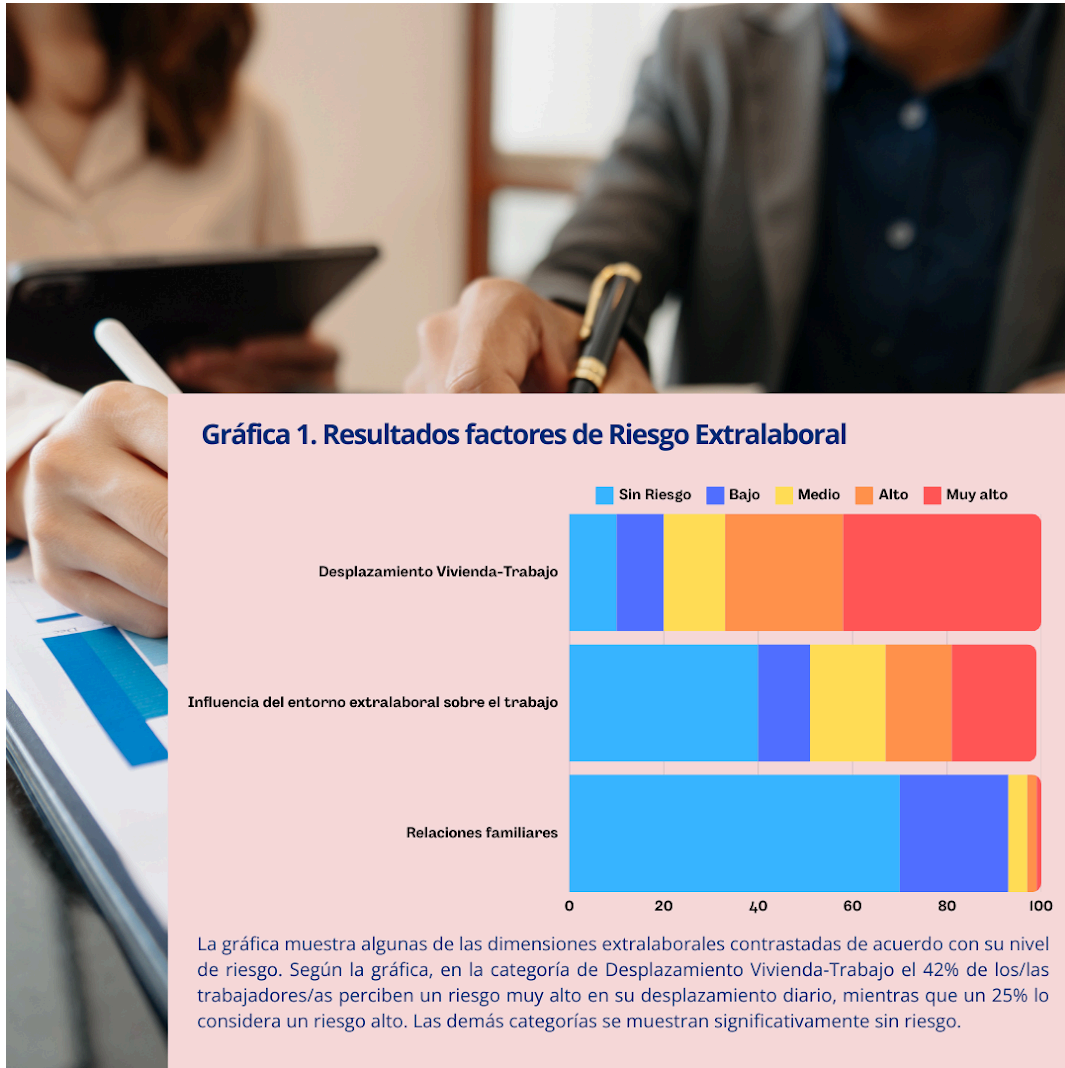 Gráfica 1. Resultados factores de Riesgo Extralaboral
Sin Riesgo Bajo Medio Alto Muy alto
Desplazamiento Vivienda-Trabajo
Influencia del entorno extralaboral sobre el trabajo
Relaciones familiares
0 20 40 60 80 100
La gráfica muestra algunas de las dimensiones extralaborales contrastadas de acuerdo con su nivel
de riesgo. Según la gráfica, en la categoría de Desplazamiento Vivienda-Trabajo el 42% de los/las
trabajadores/as perciben un riesgo muy alto en su desplazamiento diario, mientras que un 25% lo
considera un riesgo alto. Las demás categorías se muestran significativamente sin riesgo.